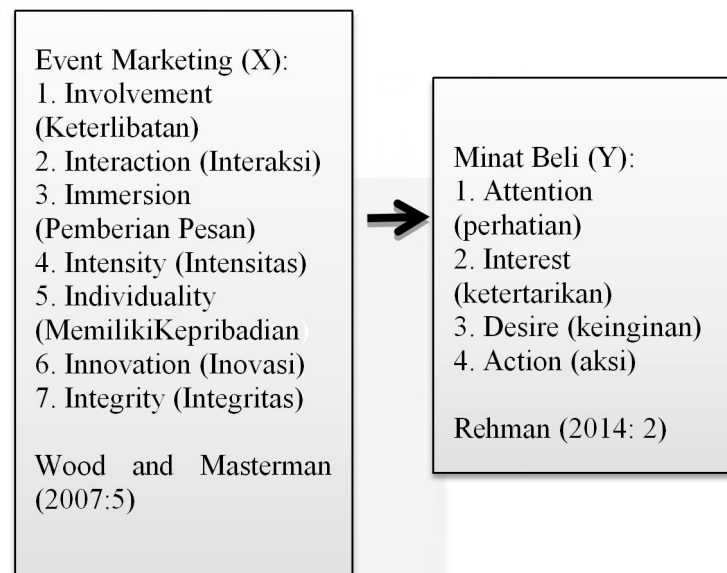 Event Marketing (X):
1. Involvement
(Keterlibatan)
2. Interaction (Interaksi)
3. Immersion
(Pemberian Pesan)
4. Intensity (Intensitas)
5. Individuality
(MemilikiKepribadian)
6. Innovation (Inovasi)
7. Integrity (Integritas)
Wood and Masterman
(2007:5)
Minat Beli (Y):
1. Attention
(perhatian)
2. Interest
(ketertarikan)
3. Desire (keinginan)
4. Action (aksi)
Rehman (2014: 2)